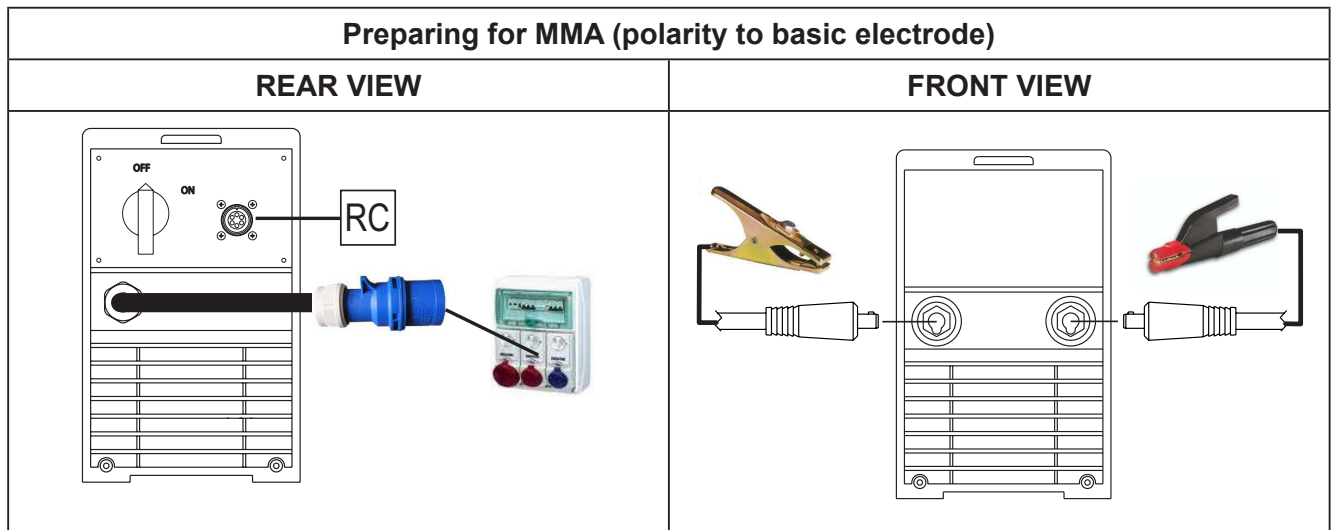 Preparing for MMA (polarity to basic electrode)
REAR VIEW
FRONT VIEW
OFF
ON
RC